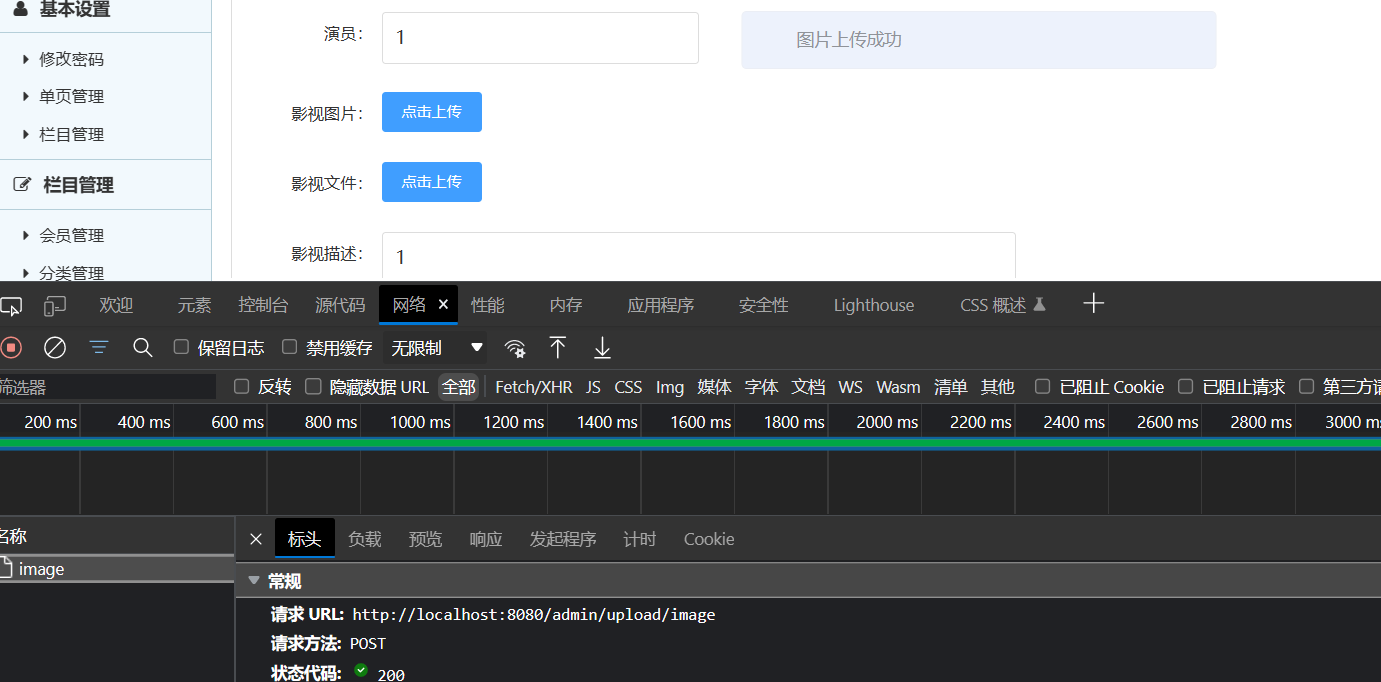 基本设置
修改密码
单页管理
栏目管理
栏目管理
会员管理
分类管理
演员： 1
图片上传成功
影视图片： 点击上传
影视文件： 点击上传
影视描述： 1
欢迎 元素 控制台 源代码 网络 × 性能 内存 应用程序 安全性 Lighthouse CSS 概述
保留日志 禁用缓存 无限制
筛选器 反转 隐藏数据 URL 全部 Fetch/XHR JS CSS Img 媒体 字体 文档 WS Wasm 清单 其他 已阻止 Cookie 已阻止请求 第三方请
200 ms 400 ms 600 ms 800 ms 1000 ms 1200 ms 1400 ms 1600 ms 1800 ms 2000 ms 2200 ms 2400 ms 2600 ms 2800 ms 3000 ms
名称
image
标头 负载 预览 响应 发起程序 计时 Cookie
常规
请求 URL: http://localhost:8080/admin/upload/image
请求方法: POST
状态代码: 200